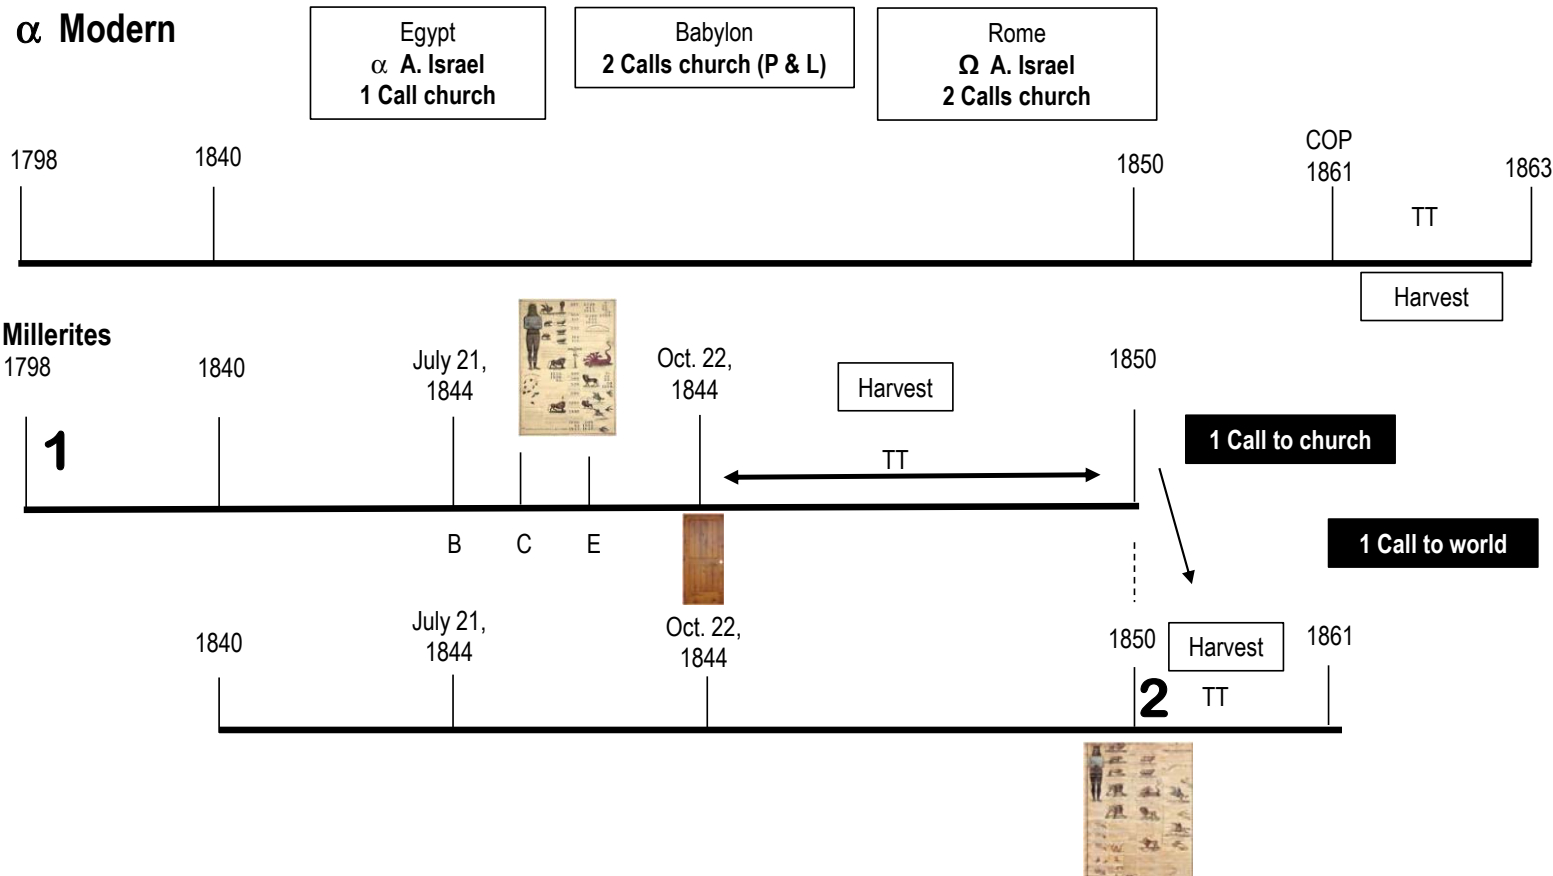 α Modern
Egypt
α A. Israel
1 Call church
Babylon
2 Calls church (P & L)
Rome
Ω A. Israel
2 Calls church
1798
1840
1850
COP
1861
1863
TT
Harvest
Millerites
1798
1840
July 21,
1844
Oct. 22,
1844
Harvest
1850
1
TT
1 Call to church
B
C
E
1 Call to world
1840
July 21,
1844
Oct. 22,
1844
1850
Harvest
1861
2
TT